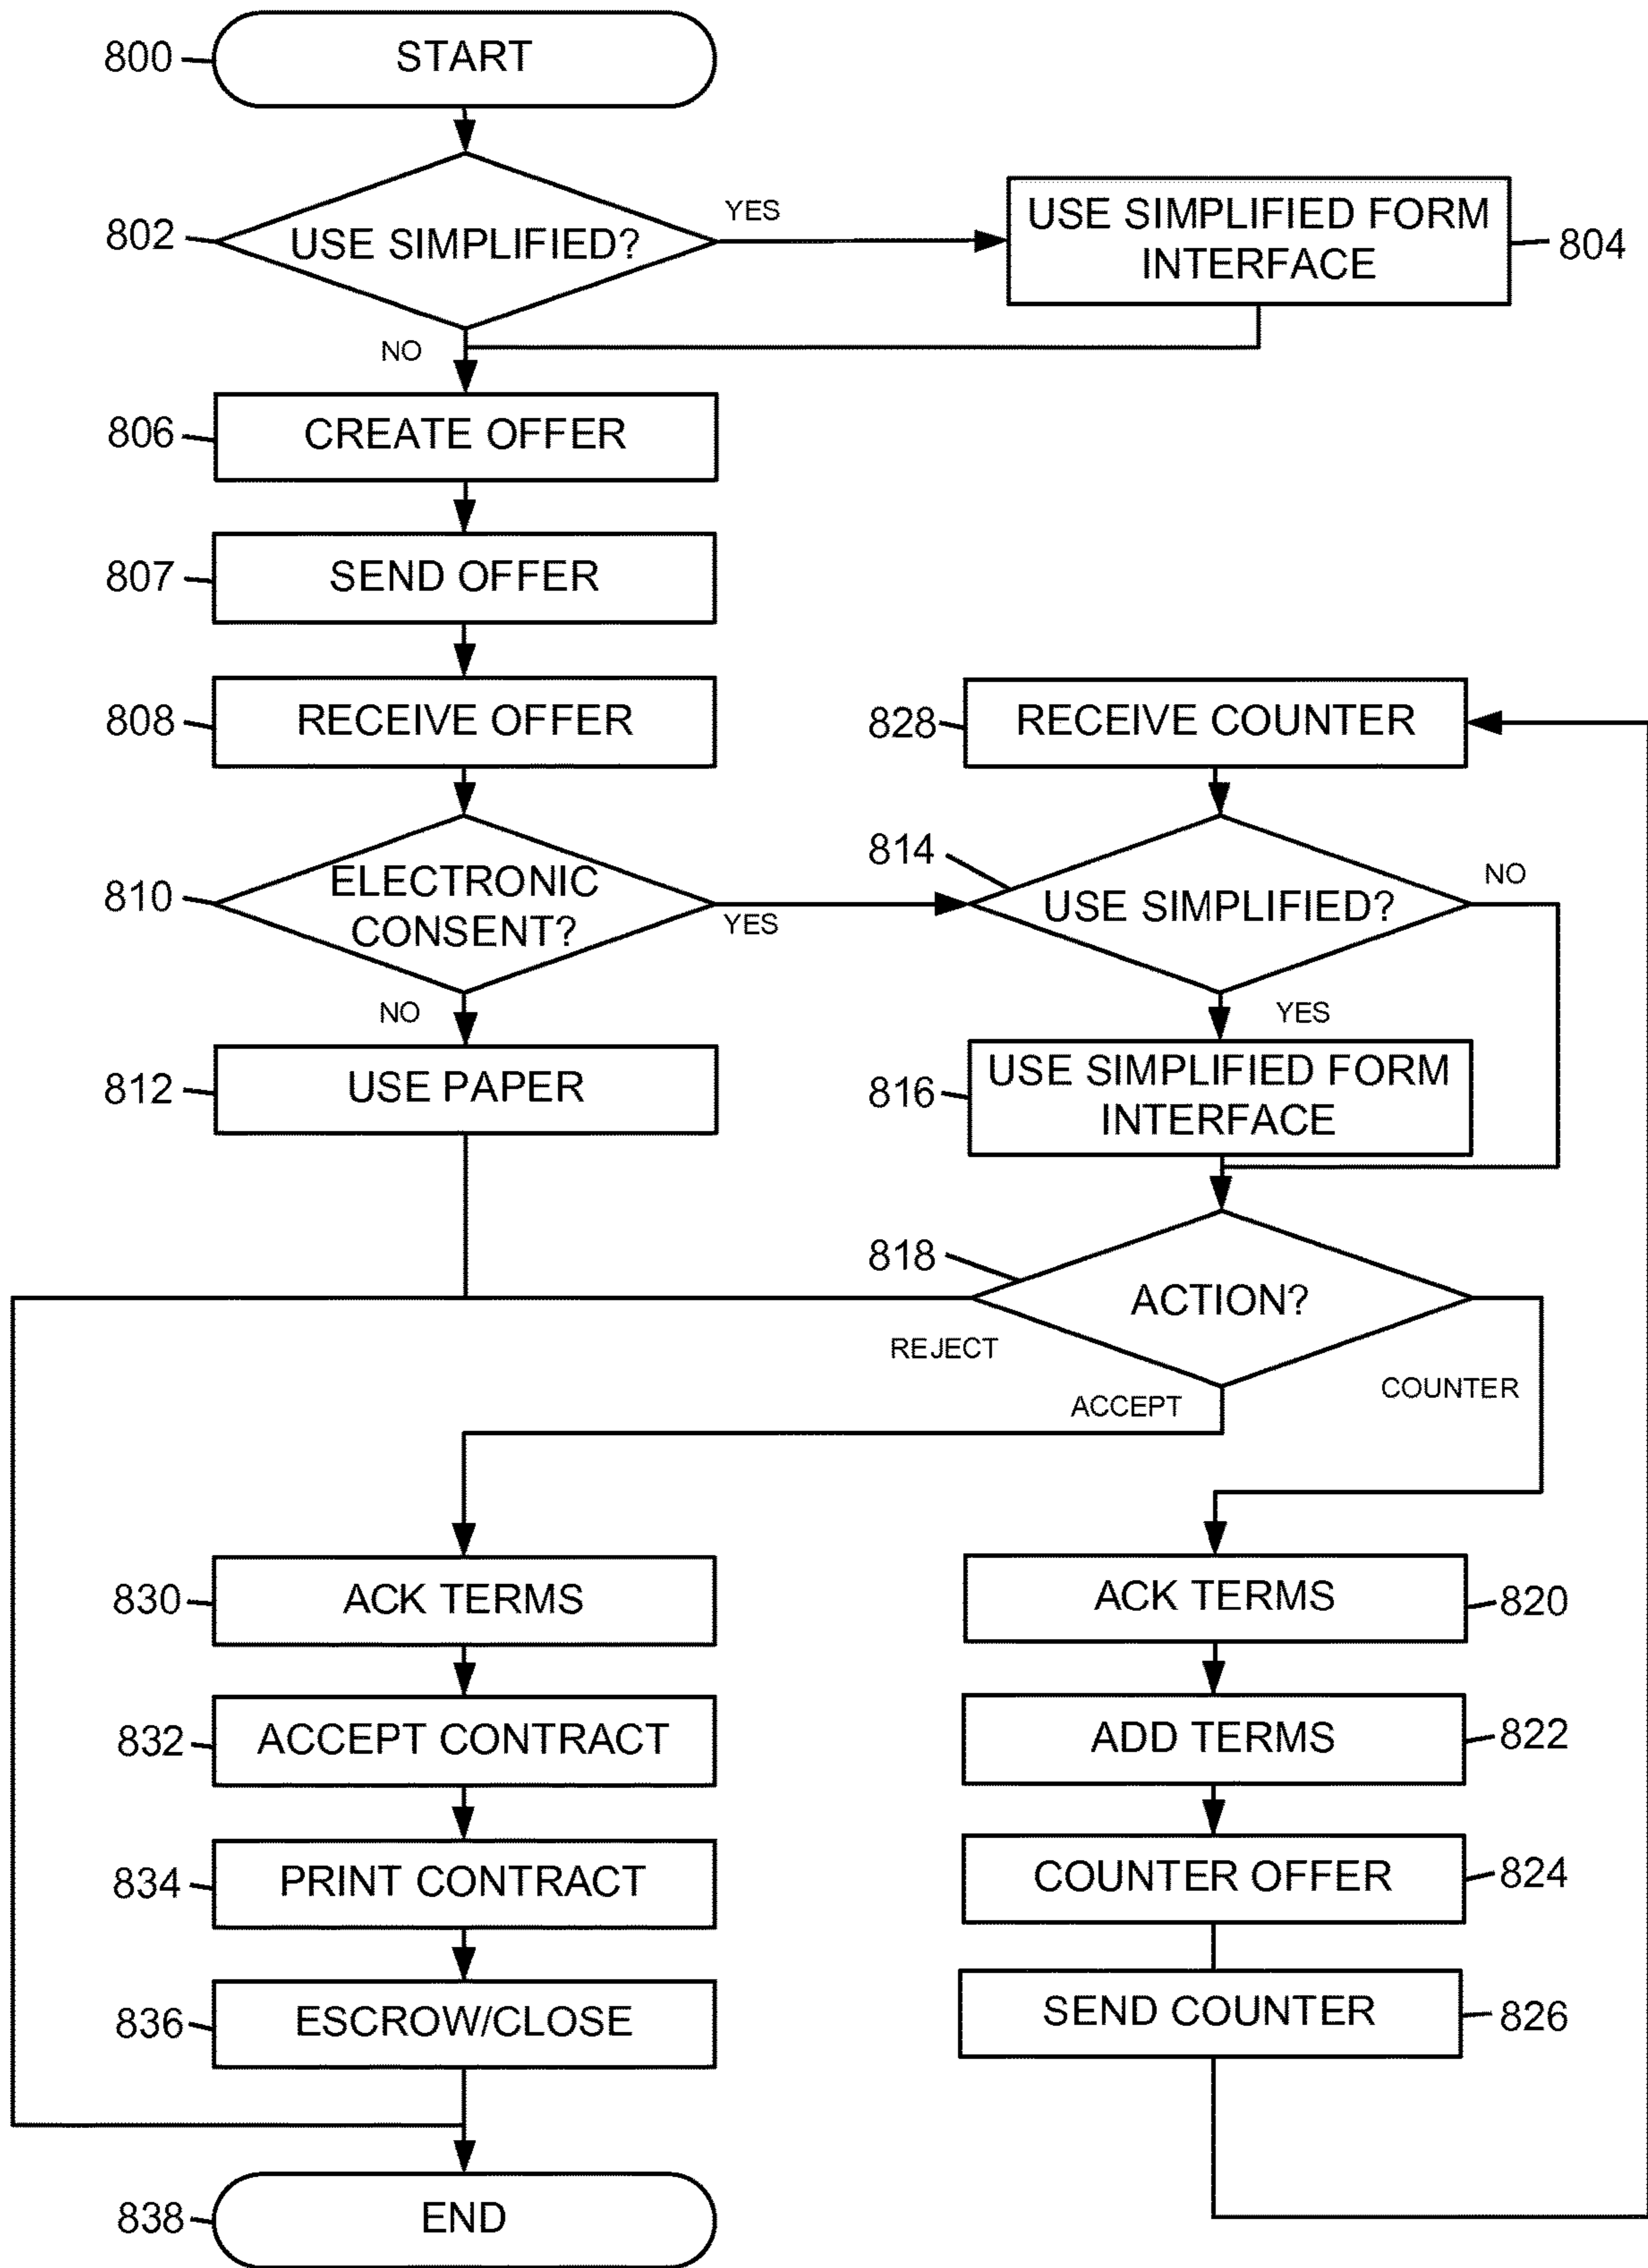 800
START
802
USE SIMPLIFIED?
YES
USE SIMPLIFIED FORM
INTERFACE
804
NO
806
CREATE OFFER
807
SEND OFFER
808
RECEIVE OFFER
828
RECEIVE COUNTER
810
ELECTRONIC
CONSENT?
YES
814
USE SIMPLIFIED?
NO
NO
YES
812
USE PAPER
816
USE SIMPLIFIED FORM
INTERFACE
818
ACTION?
REJECT
ACCEPT
COUNTER
830
ACK TERMS
ACK TERMS
820
832
ACCEPT CONTRACT
ADD TERMS
822
834
PRINT CONTRACT
COUNTER OFFER
824
836
ESCROW/CLOSE
SEND COUNTER
826
838
END